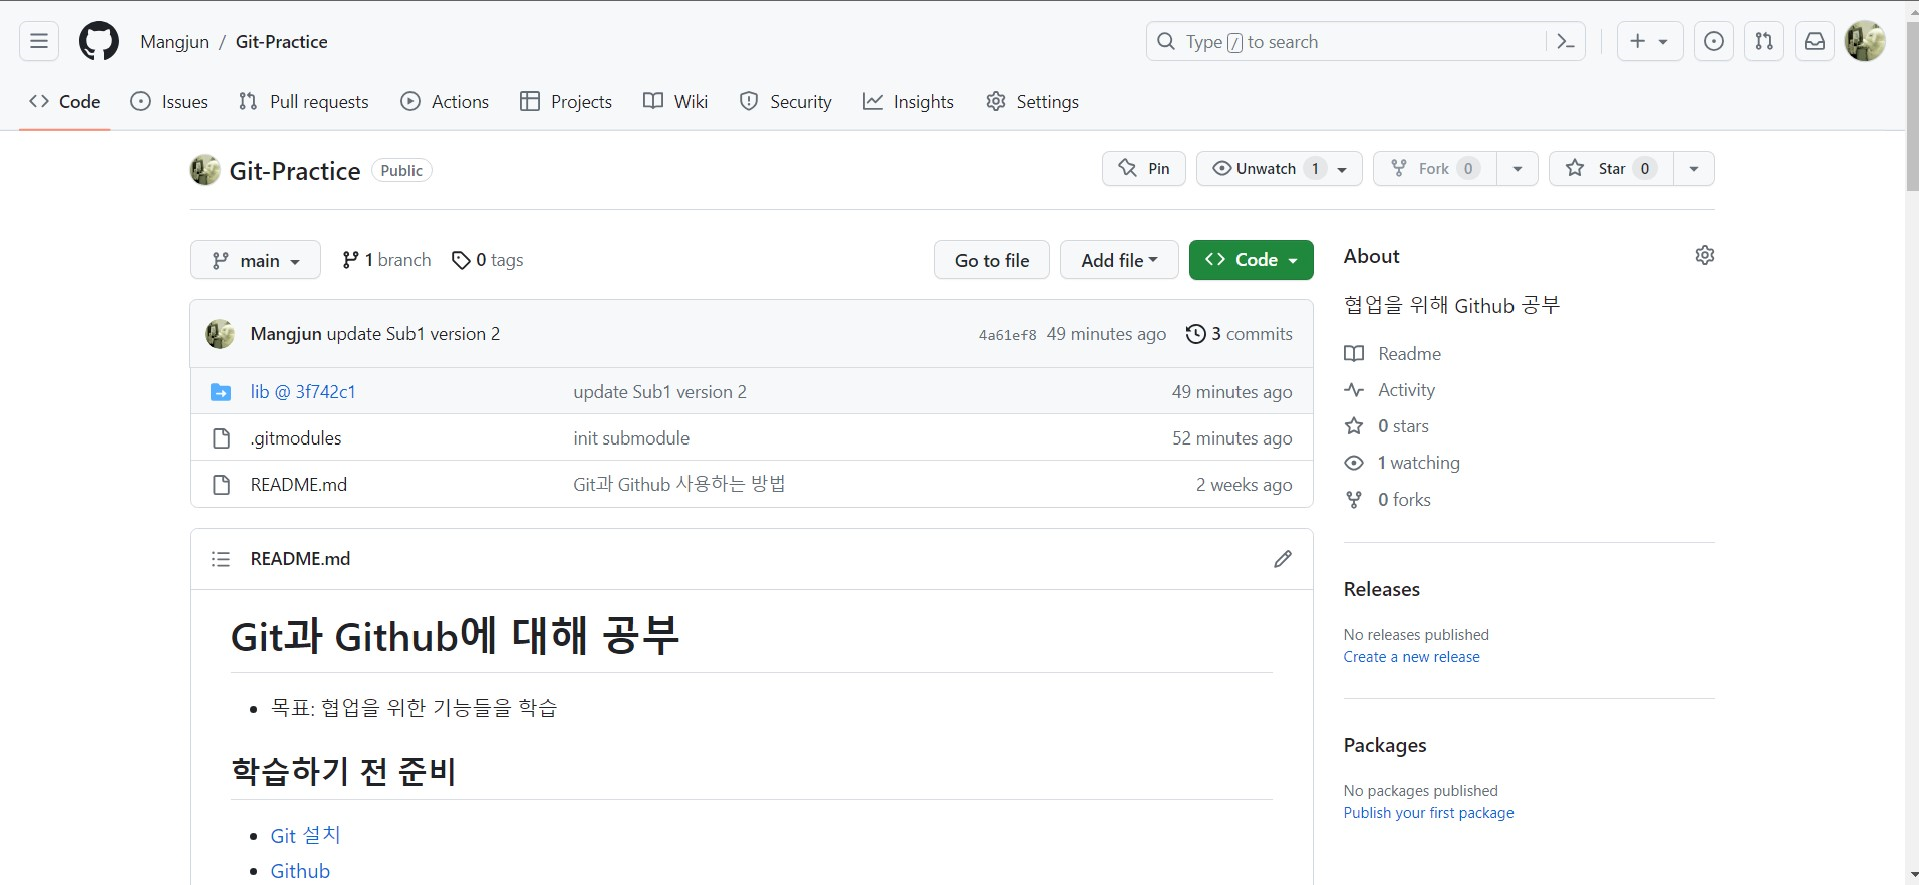 Mangjun / Git-Practice
Type / to search
Code Issues Pull requests Actions Projects Wiki Security Insights Settings
Git-Practice Public
Pin Unwatch 1 Fork 0 Star 0
main 1 branch 0 tags
Go to file Add file Code
Mangjun update Sub1 version 2 4a61ef8 49 minutes ago 3 commits
lib @ 3f742c1 update Sub1 version 2 49 minutes ago
.gitmodules init submodule 52 minutes ago
README.md Git과 Github 사용하는 방법 2 weeks ago
README.md
Git과 Github에 대해 공부
목표: 협업을 위한 기능들을 학습
학습하기 전 준비
Git 설치
Github
About
협업을 위해 Github 공부
Readme
Activity
0 stars
1 watching
0 forks
Releases
No releases published
Create a new release
Packages
No packages published
Publish your first package